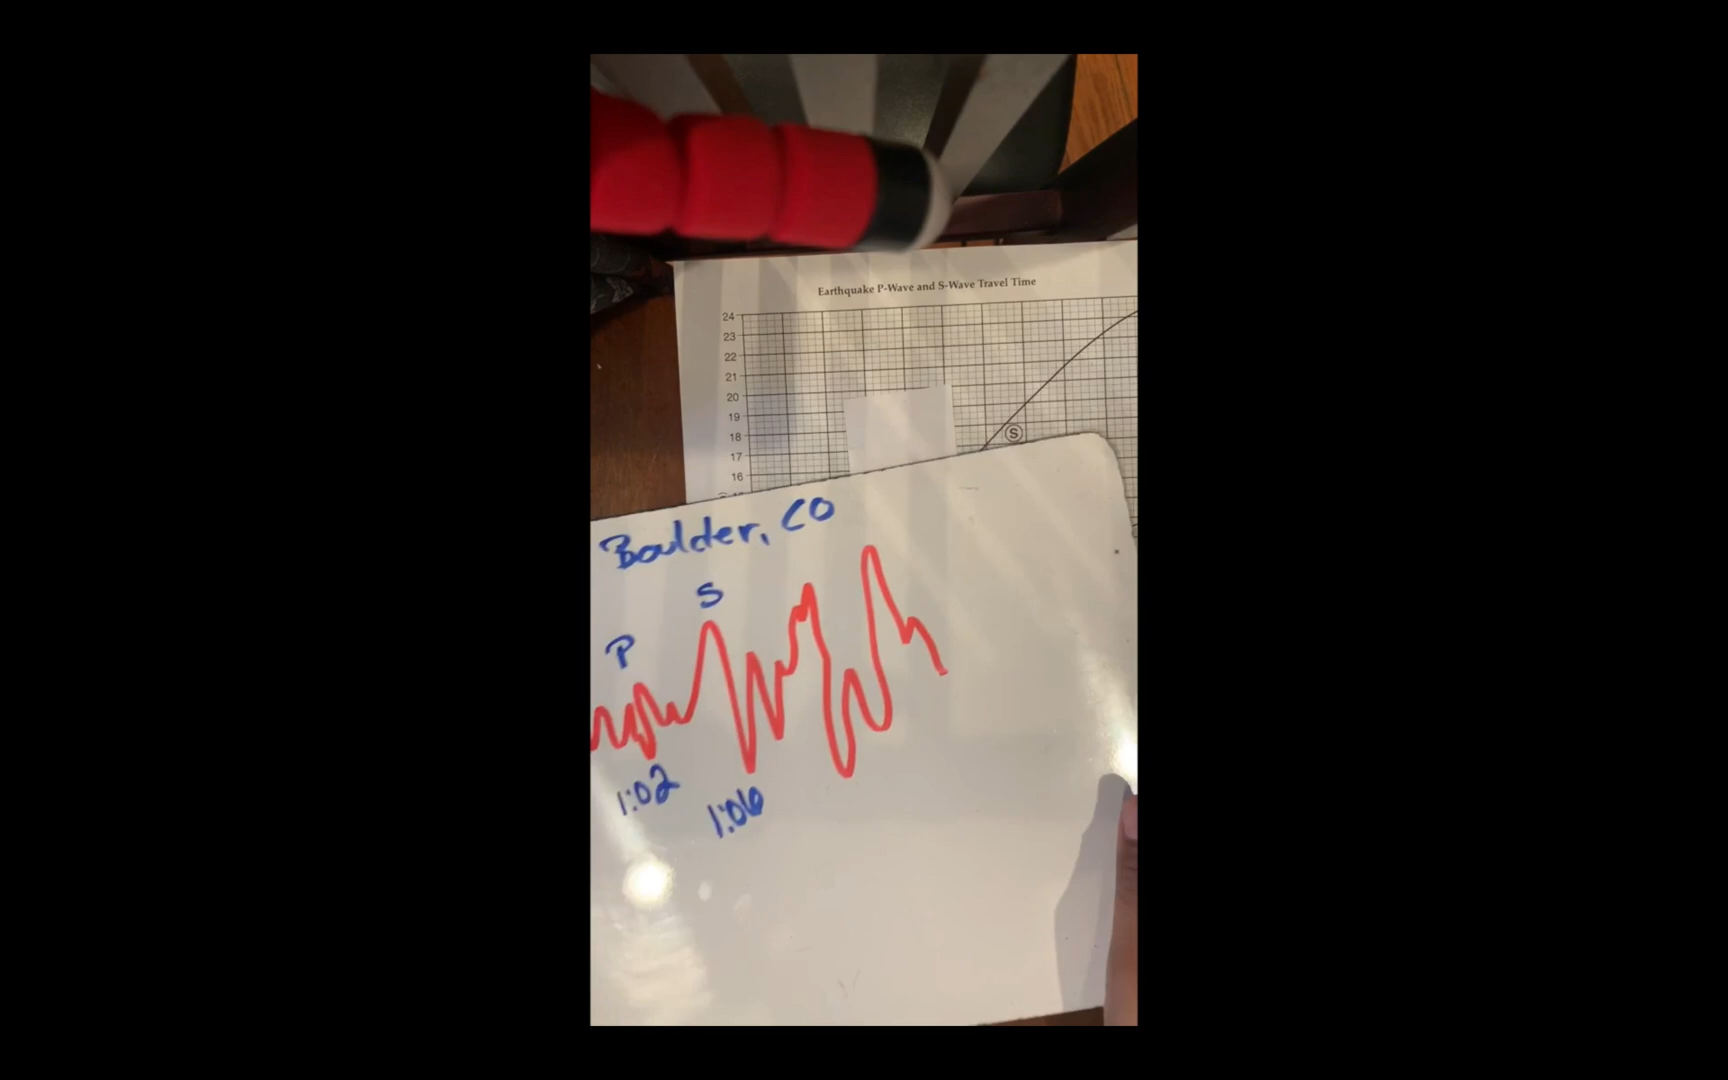 Earthquake P-Wave and S-Wave Travel Time
24
23
22
21
20
19
18
17
16
S
Boulder, CO
S
P
1:02
1:06